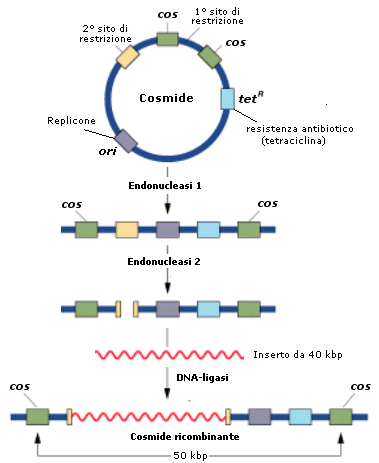 cos
1° sito di
restrizione
2° sito di
restrizione
cos
Cosmide
tet R
Replicone
resistenza antibiotico
(tetraciclina)
ori
Endonucleasi 1
cos
cos
Endonucleasi 2
Inserto da 40 kbp
DNA-ligasi
cos
cos
Cosmide ricombinante
50 kbp